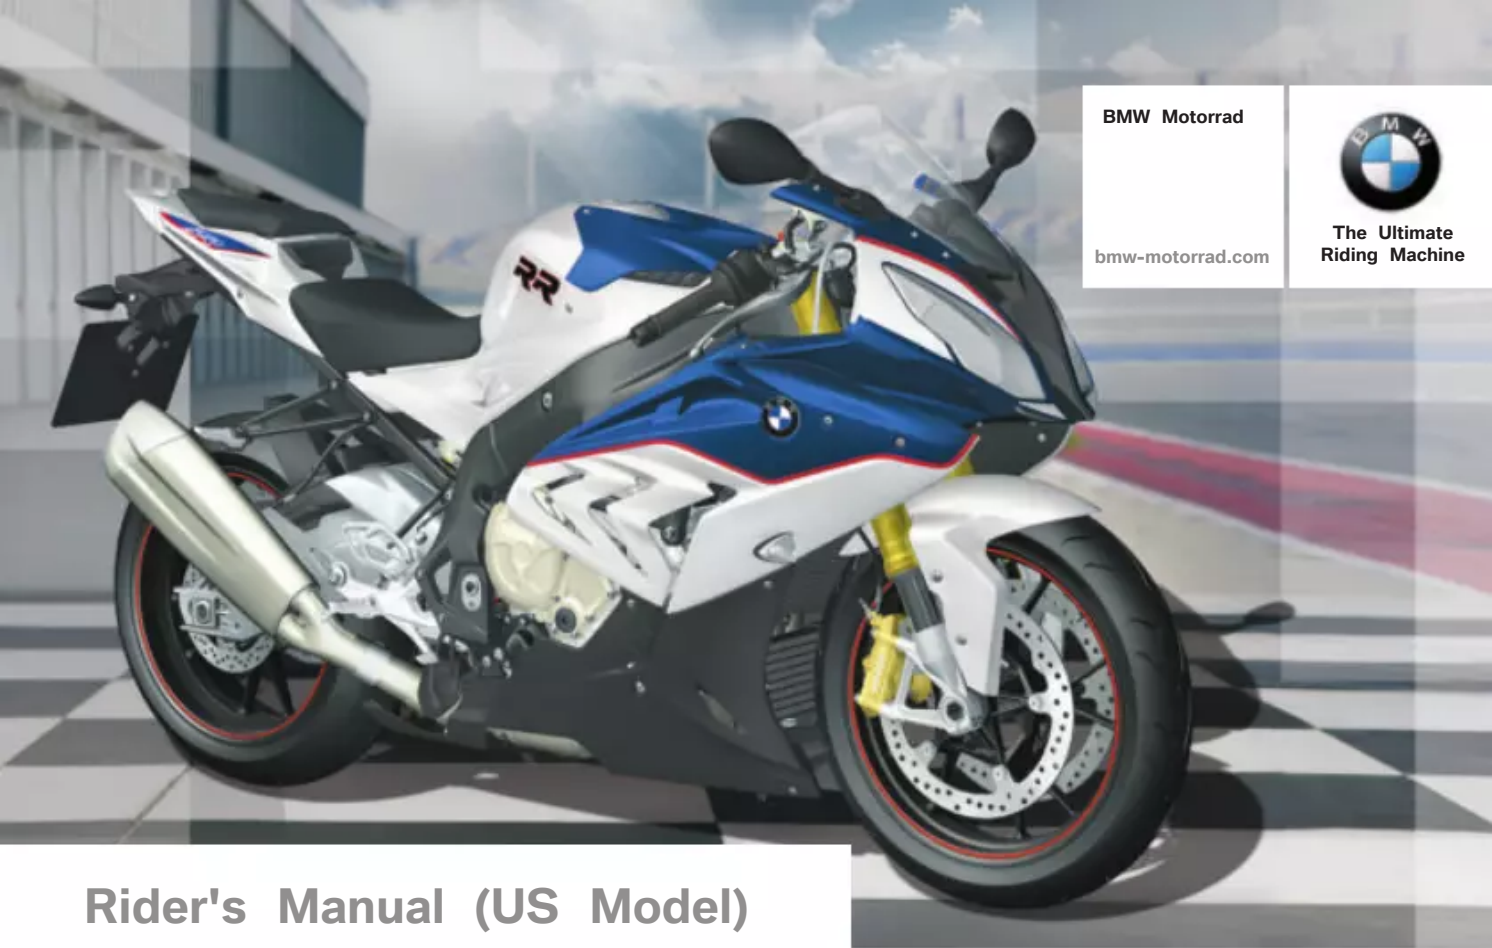 BMW Motorrad
bmw-motorrad.com
BMW
The Ultimate
Riding Machine
RR
Rider's Manual (US Model)